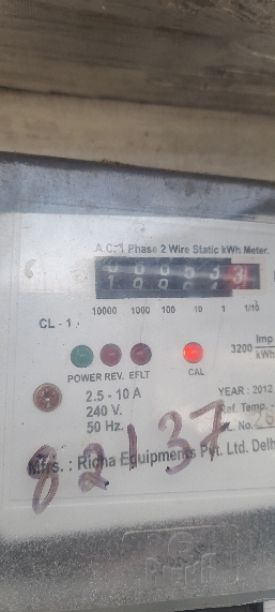 A.C. 1 Phase 2 Wire Static kWh Meter.
10000 1000 100 10 1 1/10
CL - 1.
3200 Imp/kWh
POWER REV. EFLT CAL
2.5 - 10 A
240 V.
50 Hz.
YEAR : 2012
Ref. Temp.
No.
82137
Mfrs. : Richa Equipments Pvt. Ltd. Delh